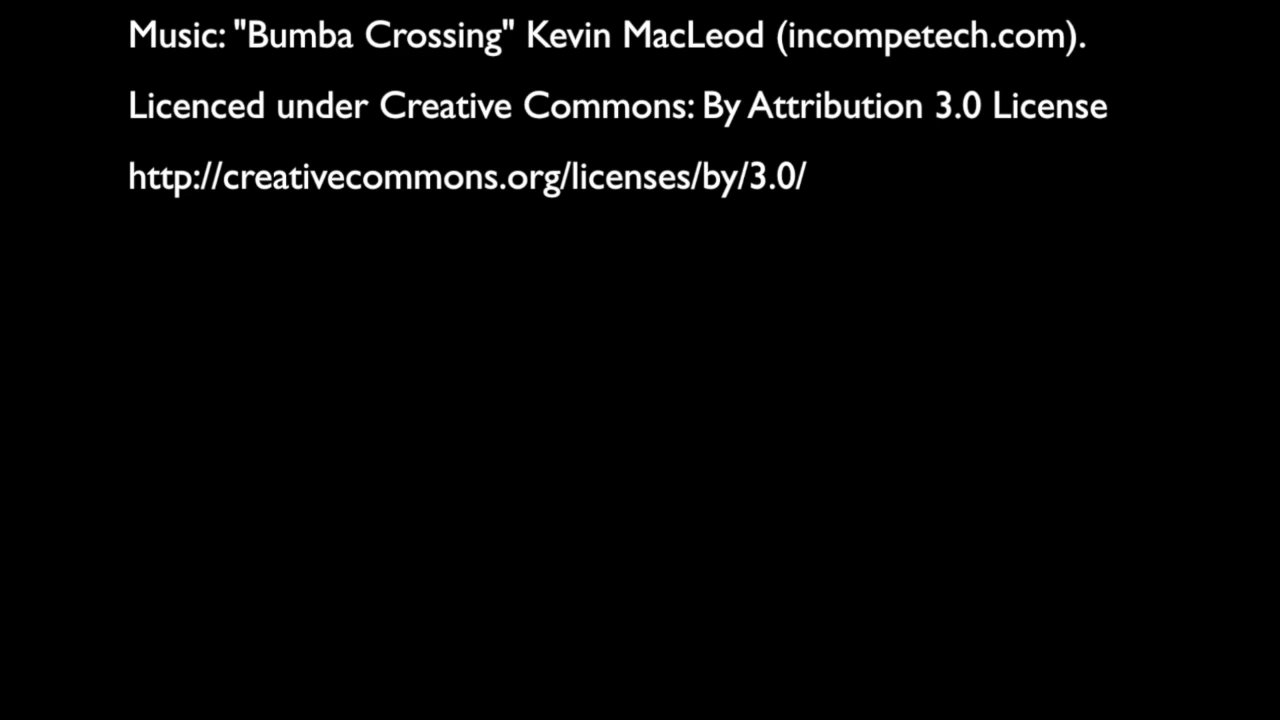 Music: "Bumba Crossing" Kevin MacLeod (incompetech.com).
Licenced under Creative Commons: By Attribution 3.0 License
http://creativecommons.org/licenses/by/3.0/